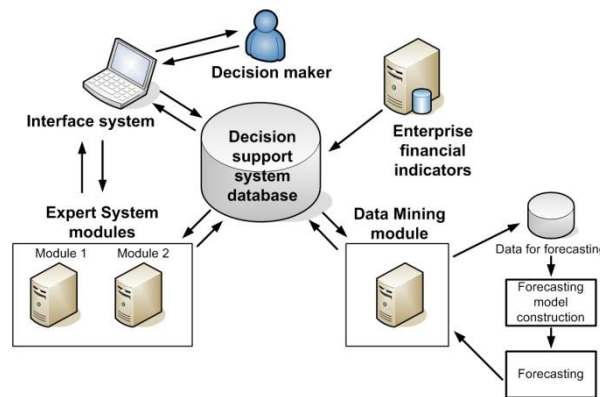 Decision maker
Interface system
Decision
support
system
database
Enterprise
financial
indicators
Expert System
modules
Module 1
Module 2
Data Mining
module
Data for forecasting
Forecasting
model
construction
Forecasting